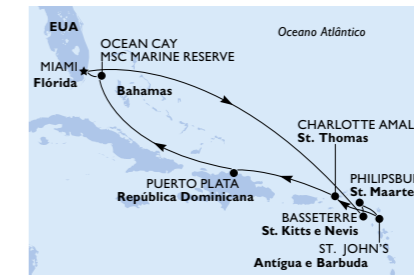 EUA
Oceano Atlântico
OCEAN CAY
MSC MARINE RESERVE
MIAMI
Flórida
Bahamas
CHARLOTTE AMAL
St. Thomas
PHILIPSBU
St. Maarte
PUERTO PLATA
República Dominicana
BASSETERRE
St. Kitts e Nevis
ST. JOHN'S
Antígua e Barbuda